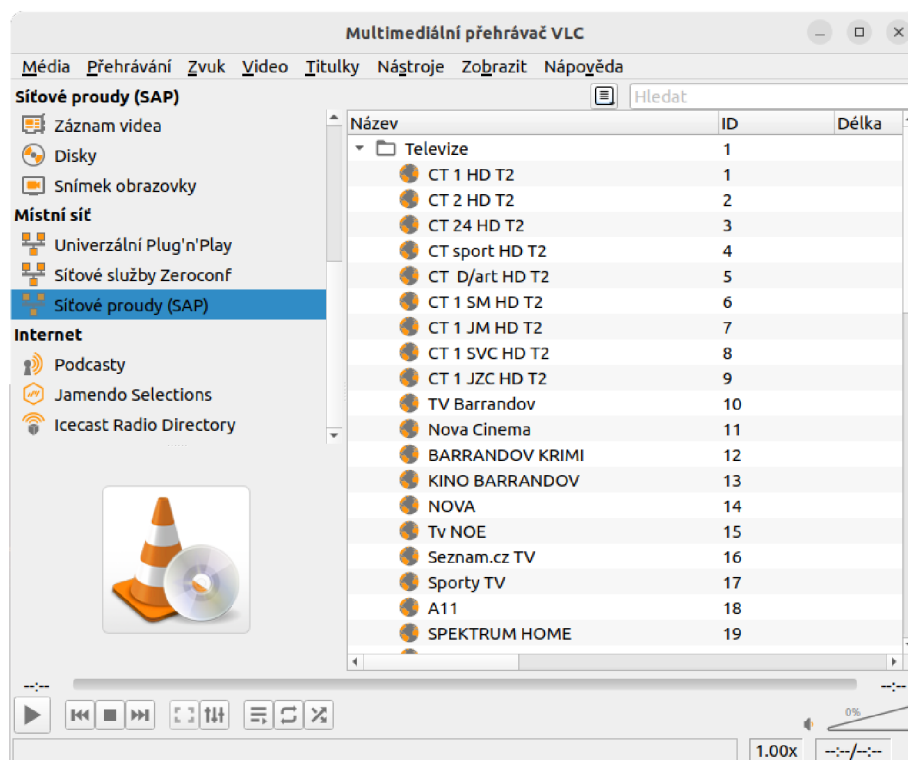 Multimediální přehrávač VLC
Média Přehrávání Zvuk Video Titulky Nástroje Zobrazit Nápověda
Síťové proudy (SAP)
Hledat
Záznam videa
Disky
Snímek obrazovky
Místní síť
Univerzální Plug'n'Play
Síťové služby Zeroconf
Síťové proudy (SAP)
Internet
Podcasty
Jamendo Selections
Icecast Radio Directory
Název ID Délka
Televize 1
CT 1 HD T2 1
CT 2 HD T2 2
CT 24 HD T2 3
CT sport HD T2 4
CT D/art HD T2 5
CT 1 SM HD T2 6
CT 1 JM HD T2 7
CT 1 SVC HD T2 8
CT 1 JZC HD T2 9
TV Barrandov 10
Nova Cinema 11
BARRANDOV KRIMI 12
KINO BARRANDOV 13
NOVA 14
Tv NOE 15
Seznam.cz TV 16
Sporty TV 17
A11 18
SPEKTRUM HOME 19
--:-- --:--
0%
1.00x --:--/--:--